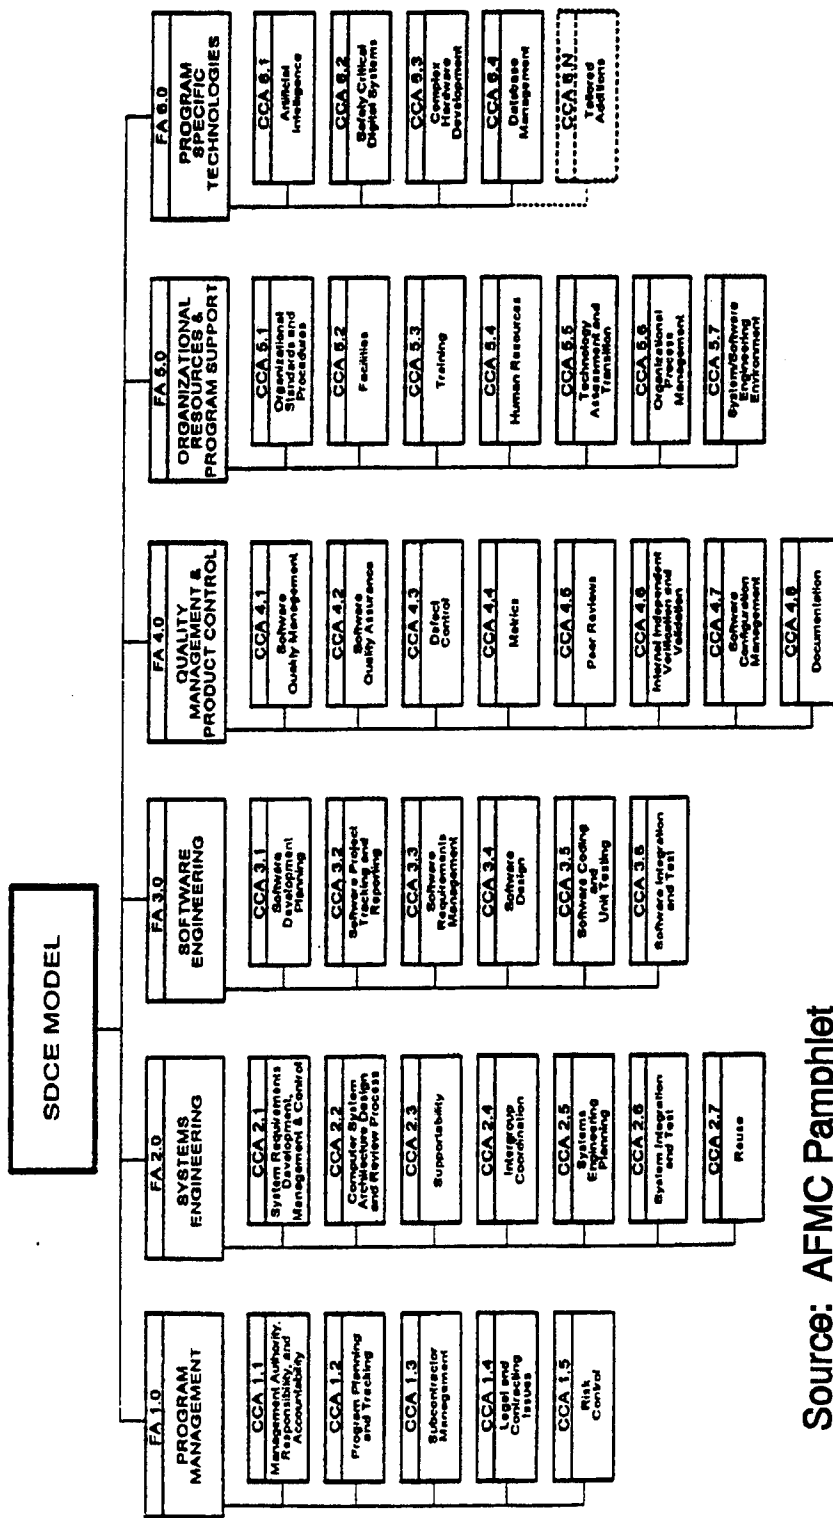 SDCE MODEL
FA 1.0
PROGRAM
MANAGEMENT
CCA 1.1
Management Authority,
Responsibility, and
Accountability
CCA 1.2
Program Planning
and Tracking
CCA 1.3
Subcontractor
Management
CCA 1.4
Legal and
Contracting
Issues
CCA 1.5
Risk
Control
FA 2.0
SYSTEMS
ENGINEERING
CCA 2.1
System Requirements
Development,
Management & Control
CCA 2.2
Computer System
Architecture Design
and Review Process
CCA 2.3
Supportability
CCA 2.4
Intergroup
Coordination
CCA 2.5
Systems
Engineering
Planning
CCA 2.6
System Integration
and Test
CCA 2.7
Reuse
FA 3.0
SOFTWARE
ENGINEERING
CCA 3.1
Software
Development
Planning
CCA 3.2
Software Project
Tracking and
Reporting
CCA 3.3
Software
Requirements
Management
CCA 3.4
Software
Design
CCA 3.5
Software Coding
and
Unit Testing
CCA 3.6
Software Integration
and Test
FA 4.0
QUALITY
MANAGEMENT &
PRODUCT CONTROL
CCA 4.1
Software
Quality Management
CCA 4.2
Software
Quality Assurance
CCA 4.3
Defect
Control
CCA 4.4
Metrics
CCA 4.5
Peer Reviews
CCA 4.6
Internal Independent
Verification and
Validation
CCA 4.7
Software
Configuration
Management
CCA 4.8
Documentation
FA 5.0
ORGANIZATIONAL
RESOURCES &
PROGRAM SUPPORT
CCA 5.1
Organizational
Standards and
Procedures
CCA 5.2
Facilities
CCA 5.3
Training
CCA 5.4
Human Resources
CCA 5.5
Technology
Assessment and
Transition
CCA 5.6
Organizational
Process
Management
CCA 5.7
System/Software
Engineering
Environment
FA 6.0
PROGRAM
SPECIFIC
TECHNOLOGIES
CCA 6.1
Artificial
Intelligence
CCA 6.2
Safety Critical
Digital Systems
CCA 6.3
Complex
Hardware
Development
CCA 6.4
Database
Management
CCA 6.N
Tailored
Additions
Source: AFMC Pamphlet